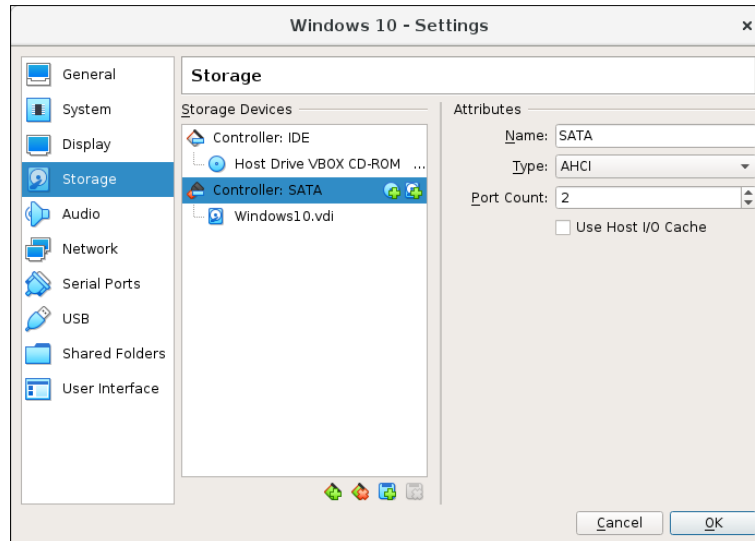 Windows 10 - Settings
×
General
System
Display
Storage
Audio
Network
Serial Ports
USB
Shared Folders
User Interface
Storage
Storage Devices
Controller: IDE
Host Drive VBOX CD-ROM ...
Controller: SATA
Windows10.vdi
Attributes
Name: SATA
Type: AHCI
Port Count: 2
Use Host I/O Cache
Cancel
OK